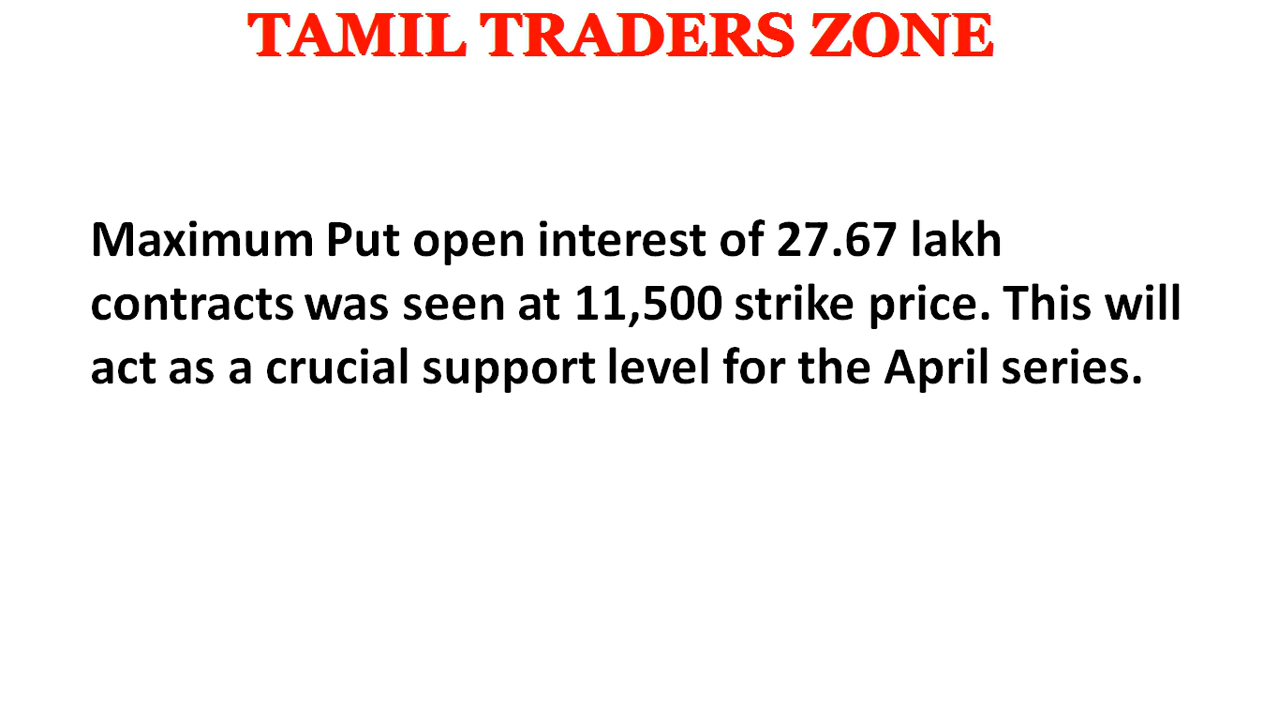 TAMIL TRADERS ZONE
Maximum Put open interest of 27.67 lakh
contracts was seen at 11,500 strike price. This will
act as a crucial support level for the April series.